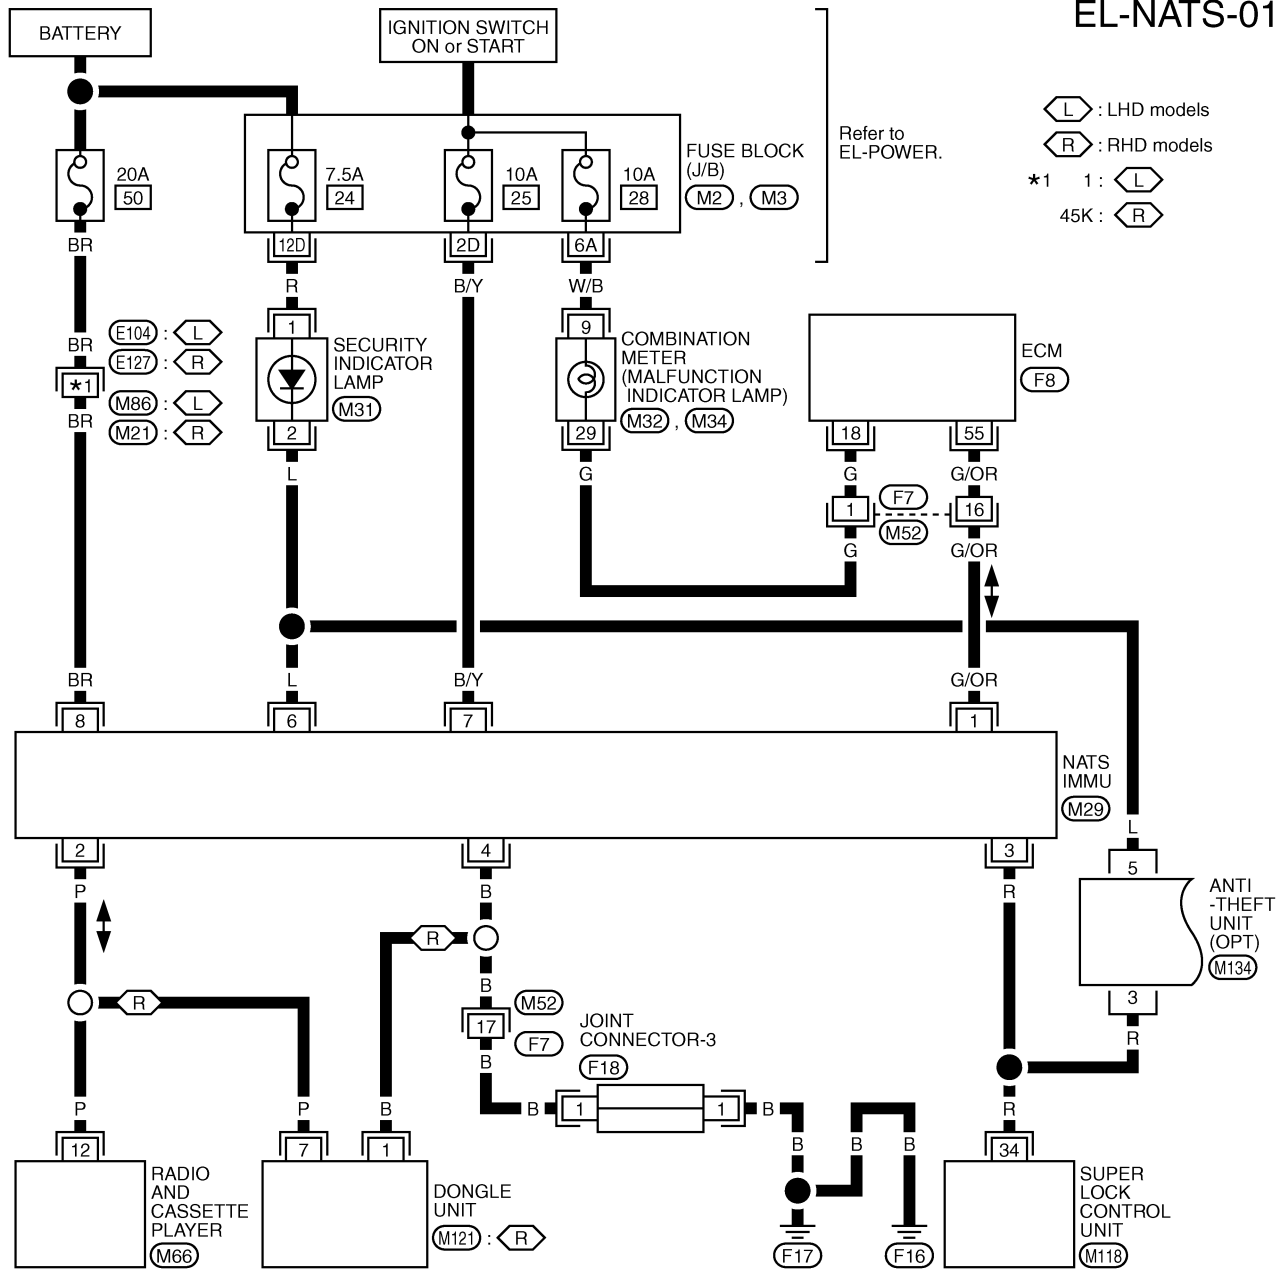 EL-NATS-01
BATTERY
IGNITION SWITCH
ON or START
Refer to
EL-POWER.
L : LHD models
R : RHD models
*1 1 : L
45K : R
20A
50
7.5A
24
10A
25
10A
28
FUSE BLOCK
(J/B)
M2 , M3
12D
2D
6A
BR
R
B/Y
W/B
BR
E104 : L
E127 : R
*1
M86 : L
M21 : R
BR
1
SECURITY
INDICATOR
LAMP
M31
2
9
COMBINATION
METER
(MALFUNCTION
INDICATOR LAMP)
M32 , M34
29
ECM
F8
18
55
L
G
G
G/OR
1
F7
M52
16
G
G/OR
BR
L
B/Y
G/OR
8
6
7
1
NATS
IMMU
M29
2
4
3
P
B
R
L
5
ANTI
-THEFT
UNIT
(OPT)
M134
3
R
R
R
B
M52
17
F7
B
JOINT
CONNECTOR-3
F18
B
1
1
B
P
P
B
B
B
B
R
12
7
1
34
RADIO
AND
CASSETTE
PLAYER
M66
DONGLE
UNIT
M121 : R
F17
F16
SUPER
LOCK
CONTROL
UNIT
M118